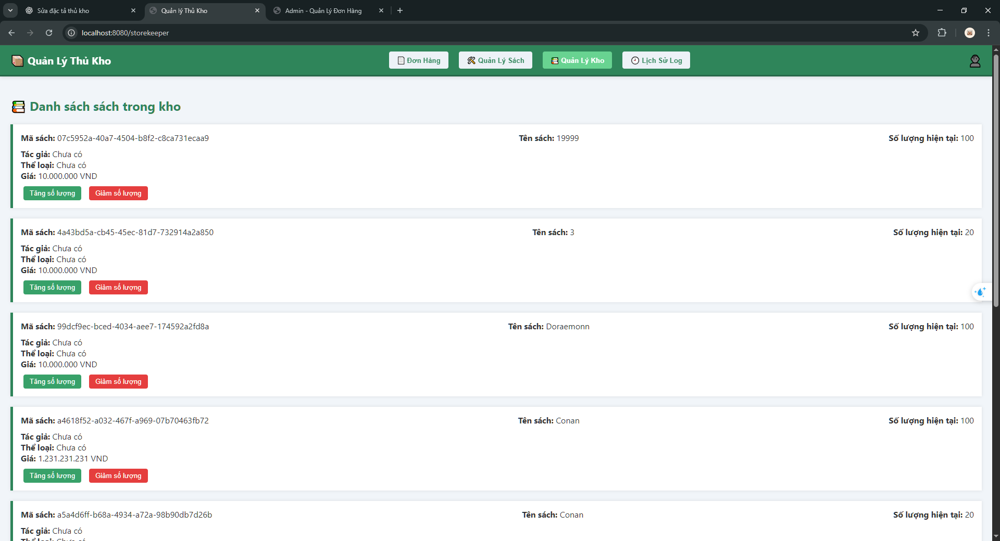 Sửa đặc tả thủ kho
Quản lý Thủ Kho
Admin - Quản Lý Đơn Hàng
localhost:8080/storekeeper
Quản Lý Thủ Kho
Đơn Hàng
Quản Lý Sách
Quản Lý Kho
Lịch Sử Log
Danh sách sách trong kho
Mã sách: 07c5952a-40a7-4504-b8f2-c8ca731ecaa9 Tên sách: 19999 Số lượng hiện tại: 100
Tác giả: Chưa có
Thể loại: Chưa có
Giá: 10.000.000 VND
Tăng số lượng Giảm số lượng
Mã sách: 4a43bd5a-cb45-45ec-81d7-732914a2a850 Tên sách: 3 Số lượng hiện tại: 20
Tác giả: Chưa có
Thể loại: Chưa có
Giá: 10.000.000 VND
Tăng số lượng Giảm số lượng
Mã sách: 99dcf9ec-bced-4034-aee7-174592a2fd8a Tên sách: Doraemonn Số lượng hiện tại: 100
Tác giả: Chưa có
Thể loại: Chưa có
Giá: 10.000.000 VND
Tăng số lượng Giảm số lượng
Mã sách: a4618f52-a032-467f-a969-07b70463fb72 Tên sách: Conan Số lượng hiện tại: 100
Tác giả: Chưa có
Thể loại: Chưa có
Giá: 1.231.231.231 VND
Tăng số lượng Giảm số lượng
Mã sách: a5a4d6ff-b68a-4934-a72a-98b90db7d26b Tên sách: Conan Số lượng hiện tại: 20
Tác giả: Chưa có
Thể loại: Chưa có